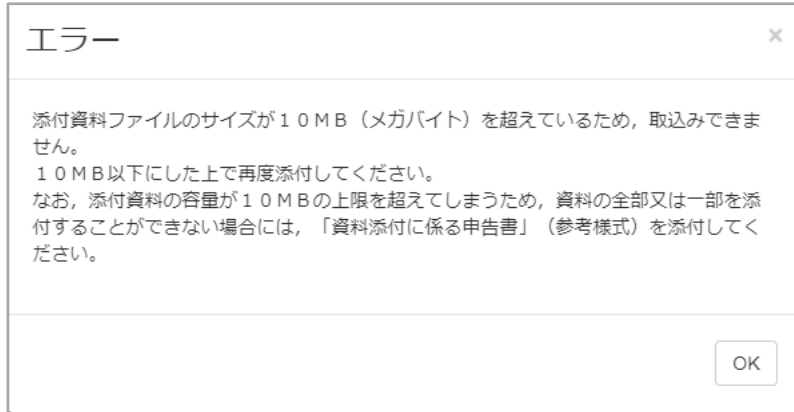 エラー
×
添付資料ファイルのサイズが１０ＭＢ（メガバイト）を超えているため，取込みできま
せん。
１０ＭＢ以下にした上で再度添付してください。
なお，添付資料の容量が１０ＭＢの上限を超えてしまうため，資料の全部又は一部を添
付することができない場合には，「資料添付に係る申告書」（参考様式）を添付してく
ださい。
OK